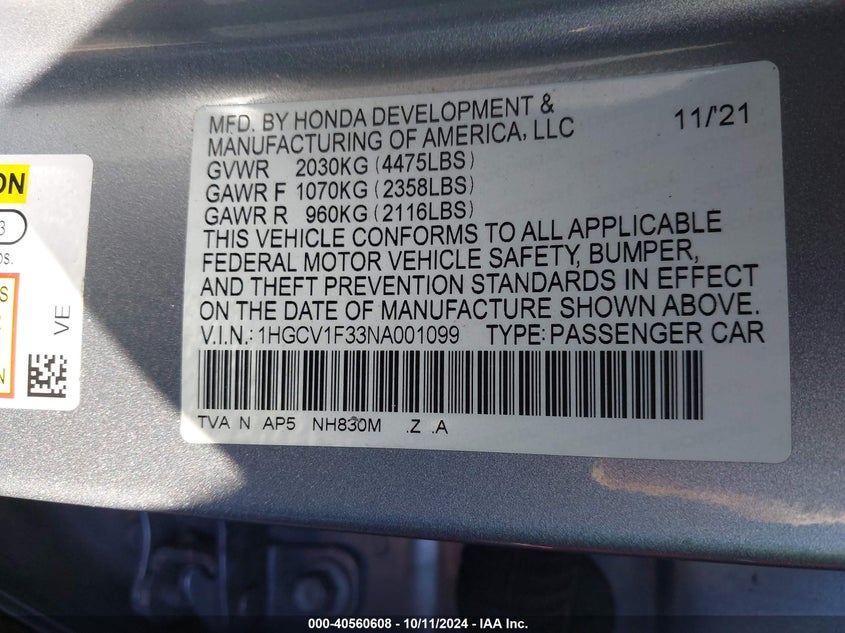 MFD. BY HONDA DEVELOPMENT &
MANUFACTURING OF AMERICA, LLC 11/'21
GVWR 2030KG (4475LBS)
GAWR F 1070KG (2358LBS)
GAWR R 960KG (2116LBS)
THIS VEHICLE CONFORMS TO ALL APPLICABLE
FEDERAL MOTOR VEHICLE SAFETY, BUMPER,
AND THEFT PREVENTION STANDARDS IN EFFECT
ON THE DATE OF MANUFACTURE SHOWN ABOVE.
V.I.N.: 1HGCV1F33NA001099 TYPE: PASSENGER CAR
TVA N AP5 NH830M .Z .A
VE
000-40560608 - 10/11/2024 - IAA Inc.